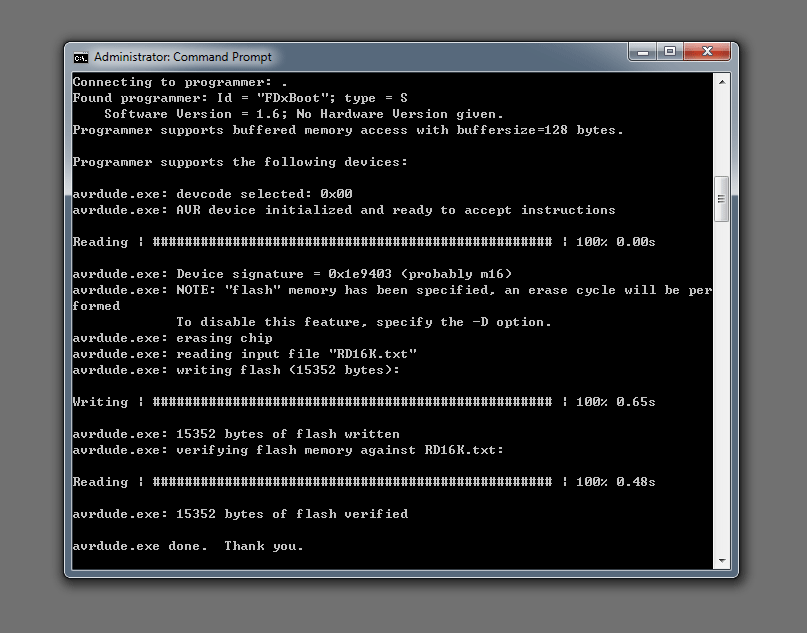 Administrator: Command Prompt
Connecting to programmer: .
Found programmer: Id = "FDxBoot"; type = S
    Software Version = 1.6; No Hardware Version given.
Programmer supports buffered memory access with buffersize=128 bytes.

Programmer supports the following devices:

avrdude.exe: devcode selected: 0x00
avrdude.exe: AVR device initialized and ready to accept instructions

Reading | ################################################## | 100% 0.00s

avrdude.exe: Device signature = 0x1e9403 (probably m16)
avrdude.exe: NOTE: "flash" memory has been specified, an erase cycle will be per
formed
             To disable this feature, specify the -D option.
avrdude.exe: erasing chip
avrdude.exe: reading input file "RD16K.txt"
avrdude.exe: writing flash (15352 bytes):

Writing | ################################################## | 100% 0.65s

avrdude.exe: 15352 bytes of flash written
avrdude.exe: verifying flash memory against RD16K.txt:

Reading | ################################################## | 100% 0.48s

avrdude.exe: 15352 bytes of flash verified

avrdude.exe done.  Thank you.